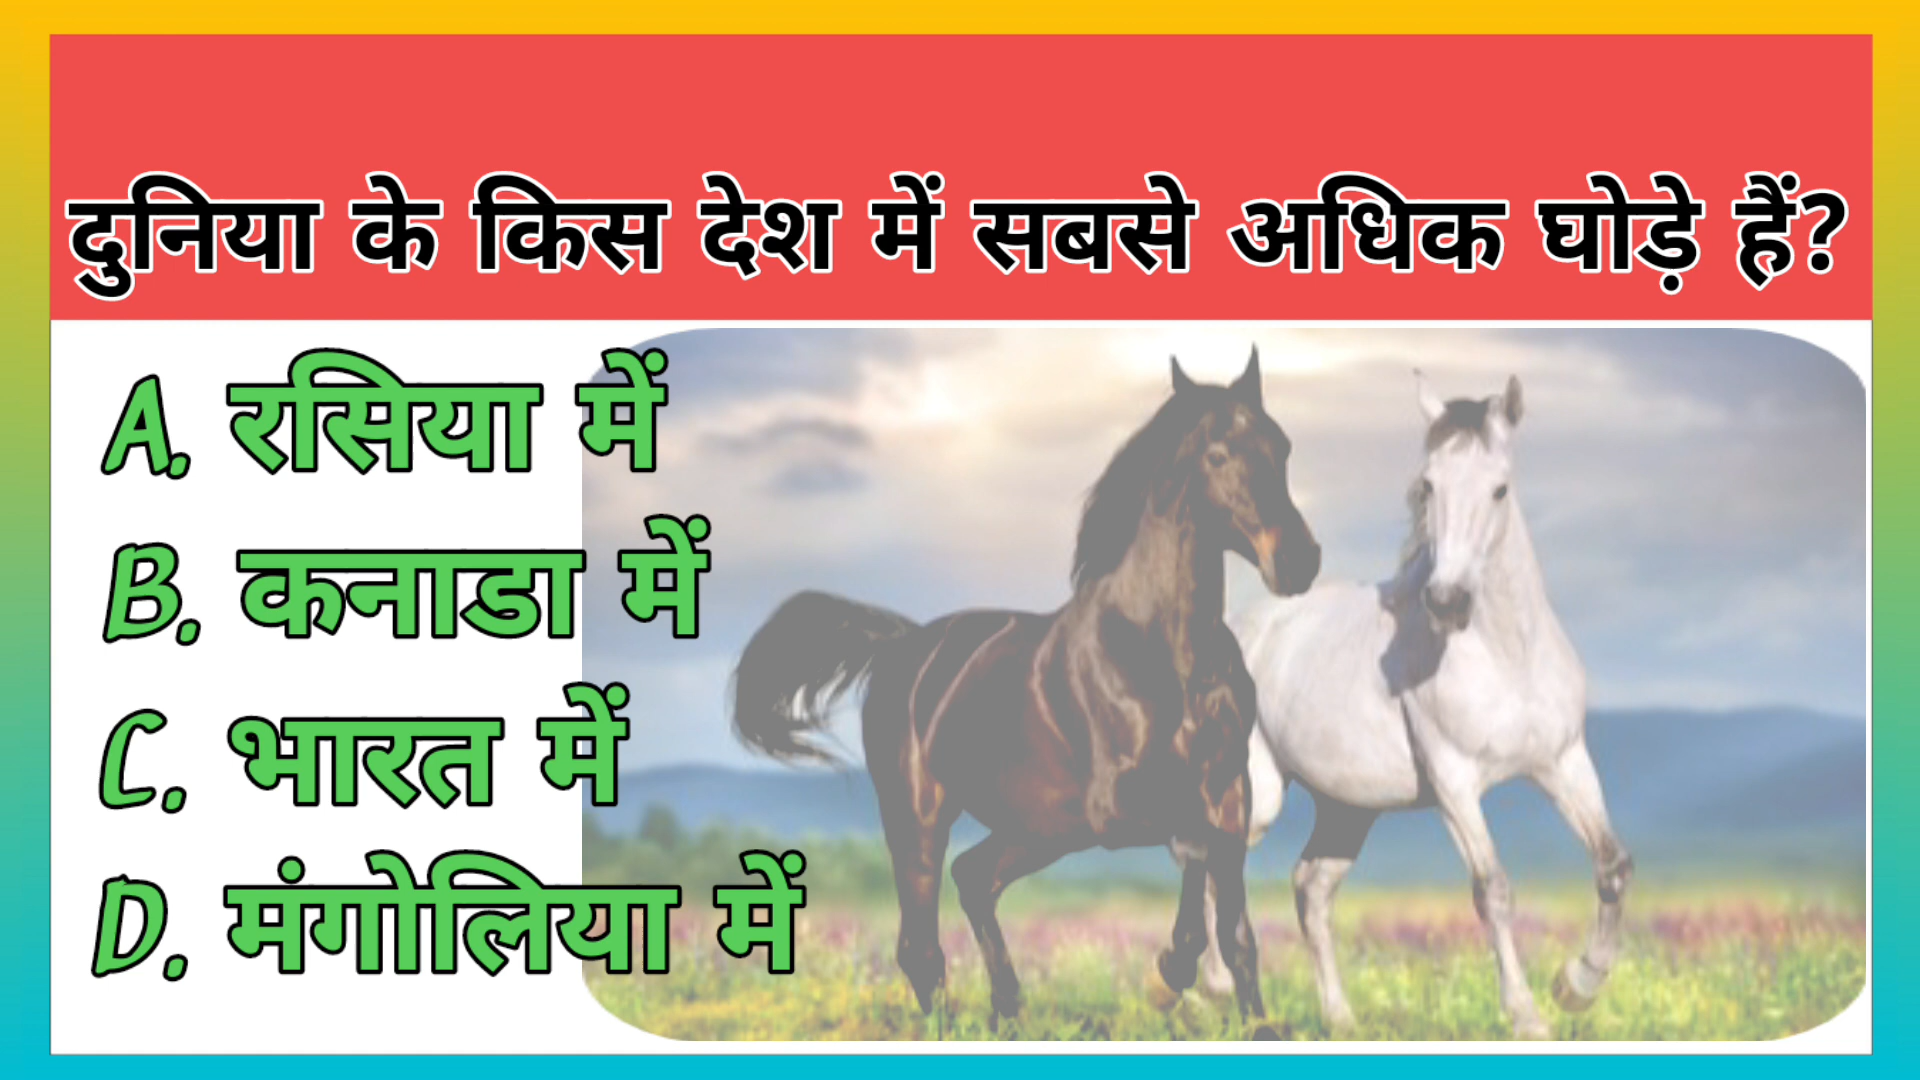 दुनिया के किस देश में सबसे अधिक घोड़े हैं?
A. रसिया में
B. कनाडा में
C. भारत में
D. मंगोलिया में